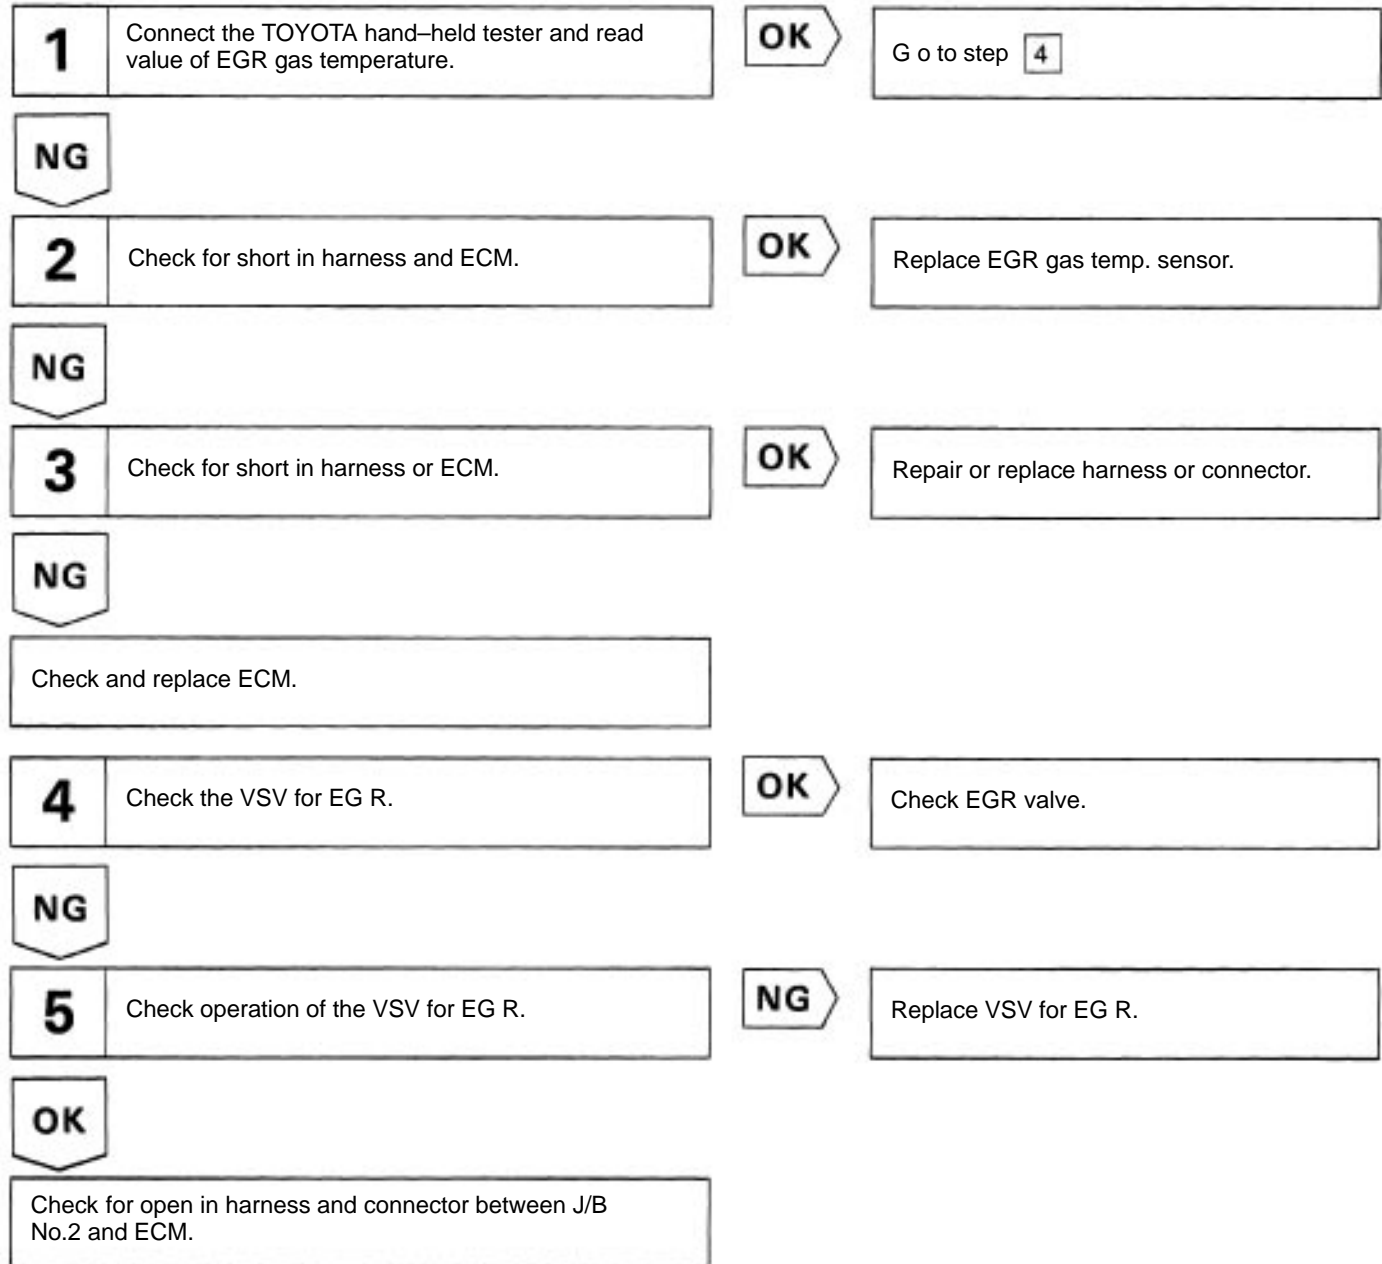 1
Connect the TOYOTA hand–held tester and read
value of EGR gas temperature.
OK
G o to step 4
NG
2
Check for short in harness and ECM.
OK
Replace EGR gas temp. sensor.
NG
3
Check for short in harness or ECM.
OK
Repair or replace harness or connector.
NG
Check and replace ECM.
4
Check the VSV for EG R.
OK
Check EGR valve.
NG
5
Check operation of the VSV for EG R.
NG
Replace VSV for EG R.
OK
Check for open in harness and connector between J/B
No.2 and ECM.